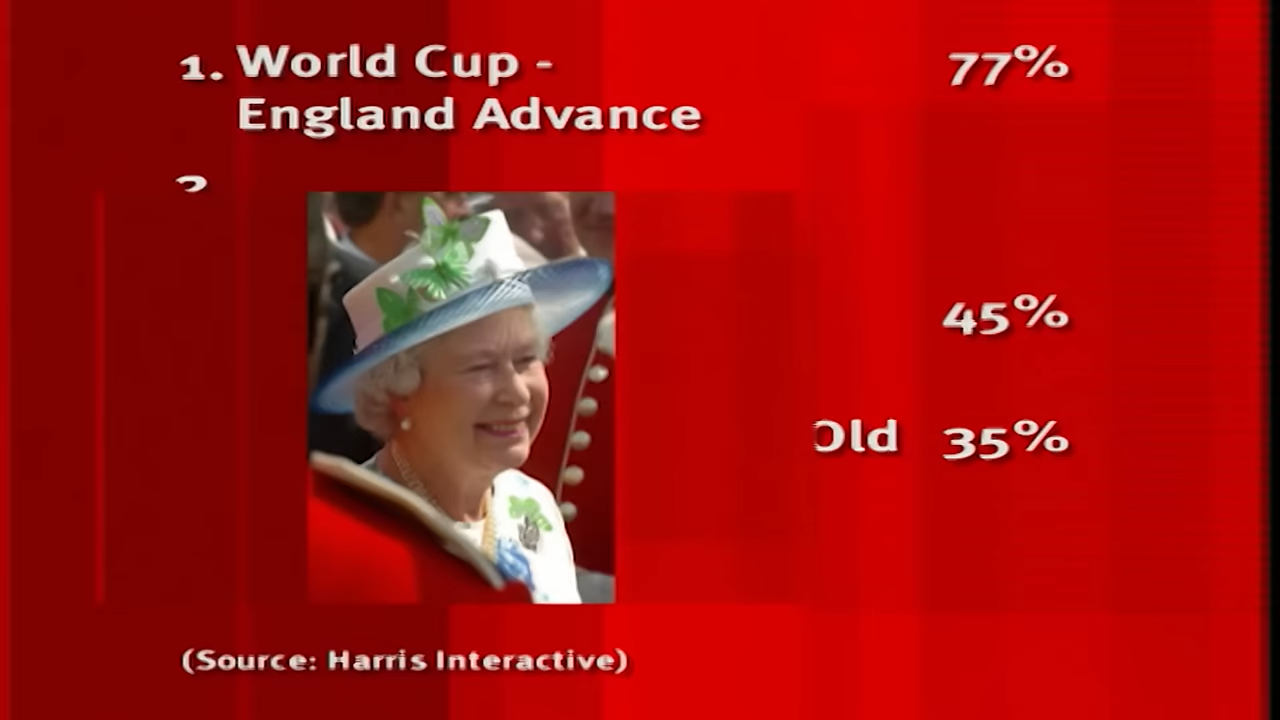 1. World Cup - 77%
England Advance
45%
Old 35%
(Source: Harris Interactive)